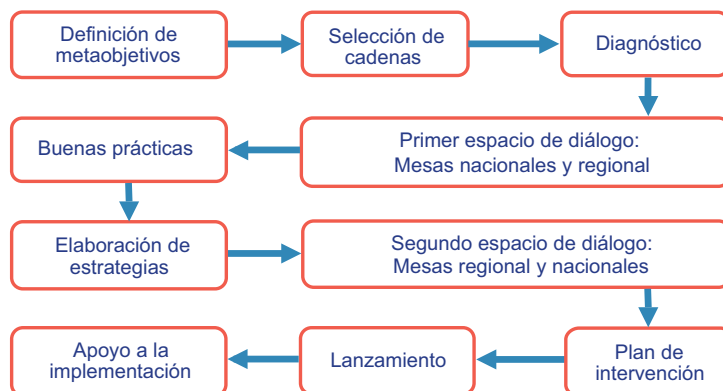 Definición de
metaobjetivos
Selección de
cadenas
Diagnóstico
Primer espacio de diálogo:
Mesas nacionales y regional
Buenas prácticas
Elaboración de
estrategias
Segundo espacio de diálogo:
Mesas regional y nacionales
Plan de
intervención
Lanzamiento
Apoyo a la
implementación